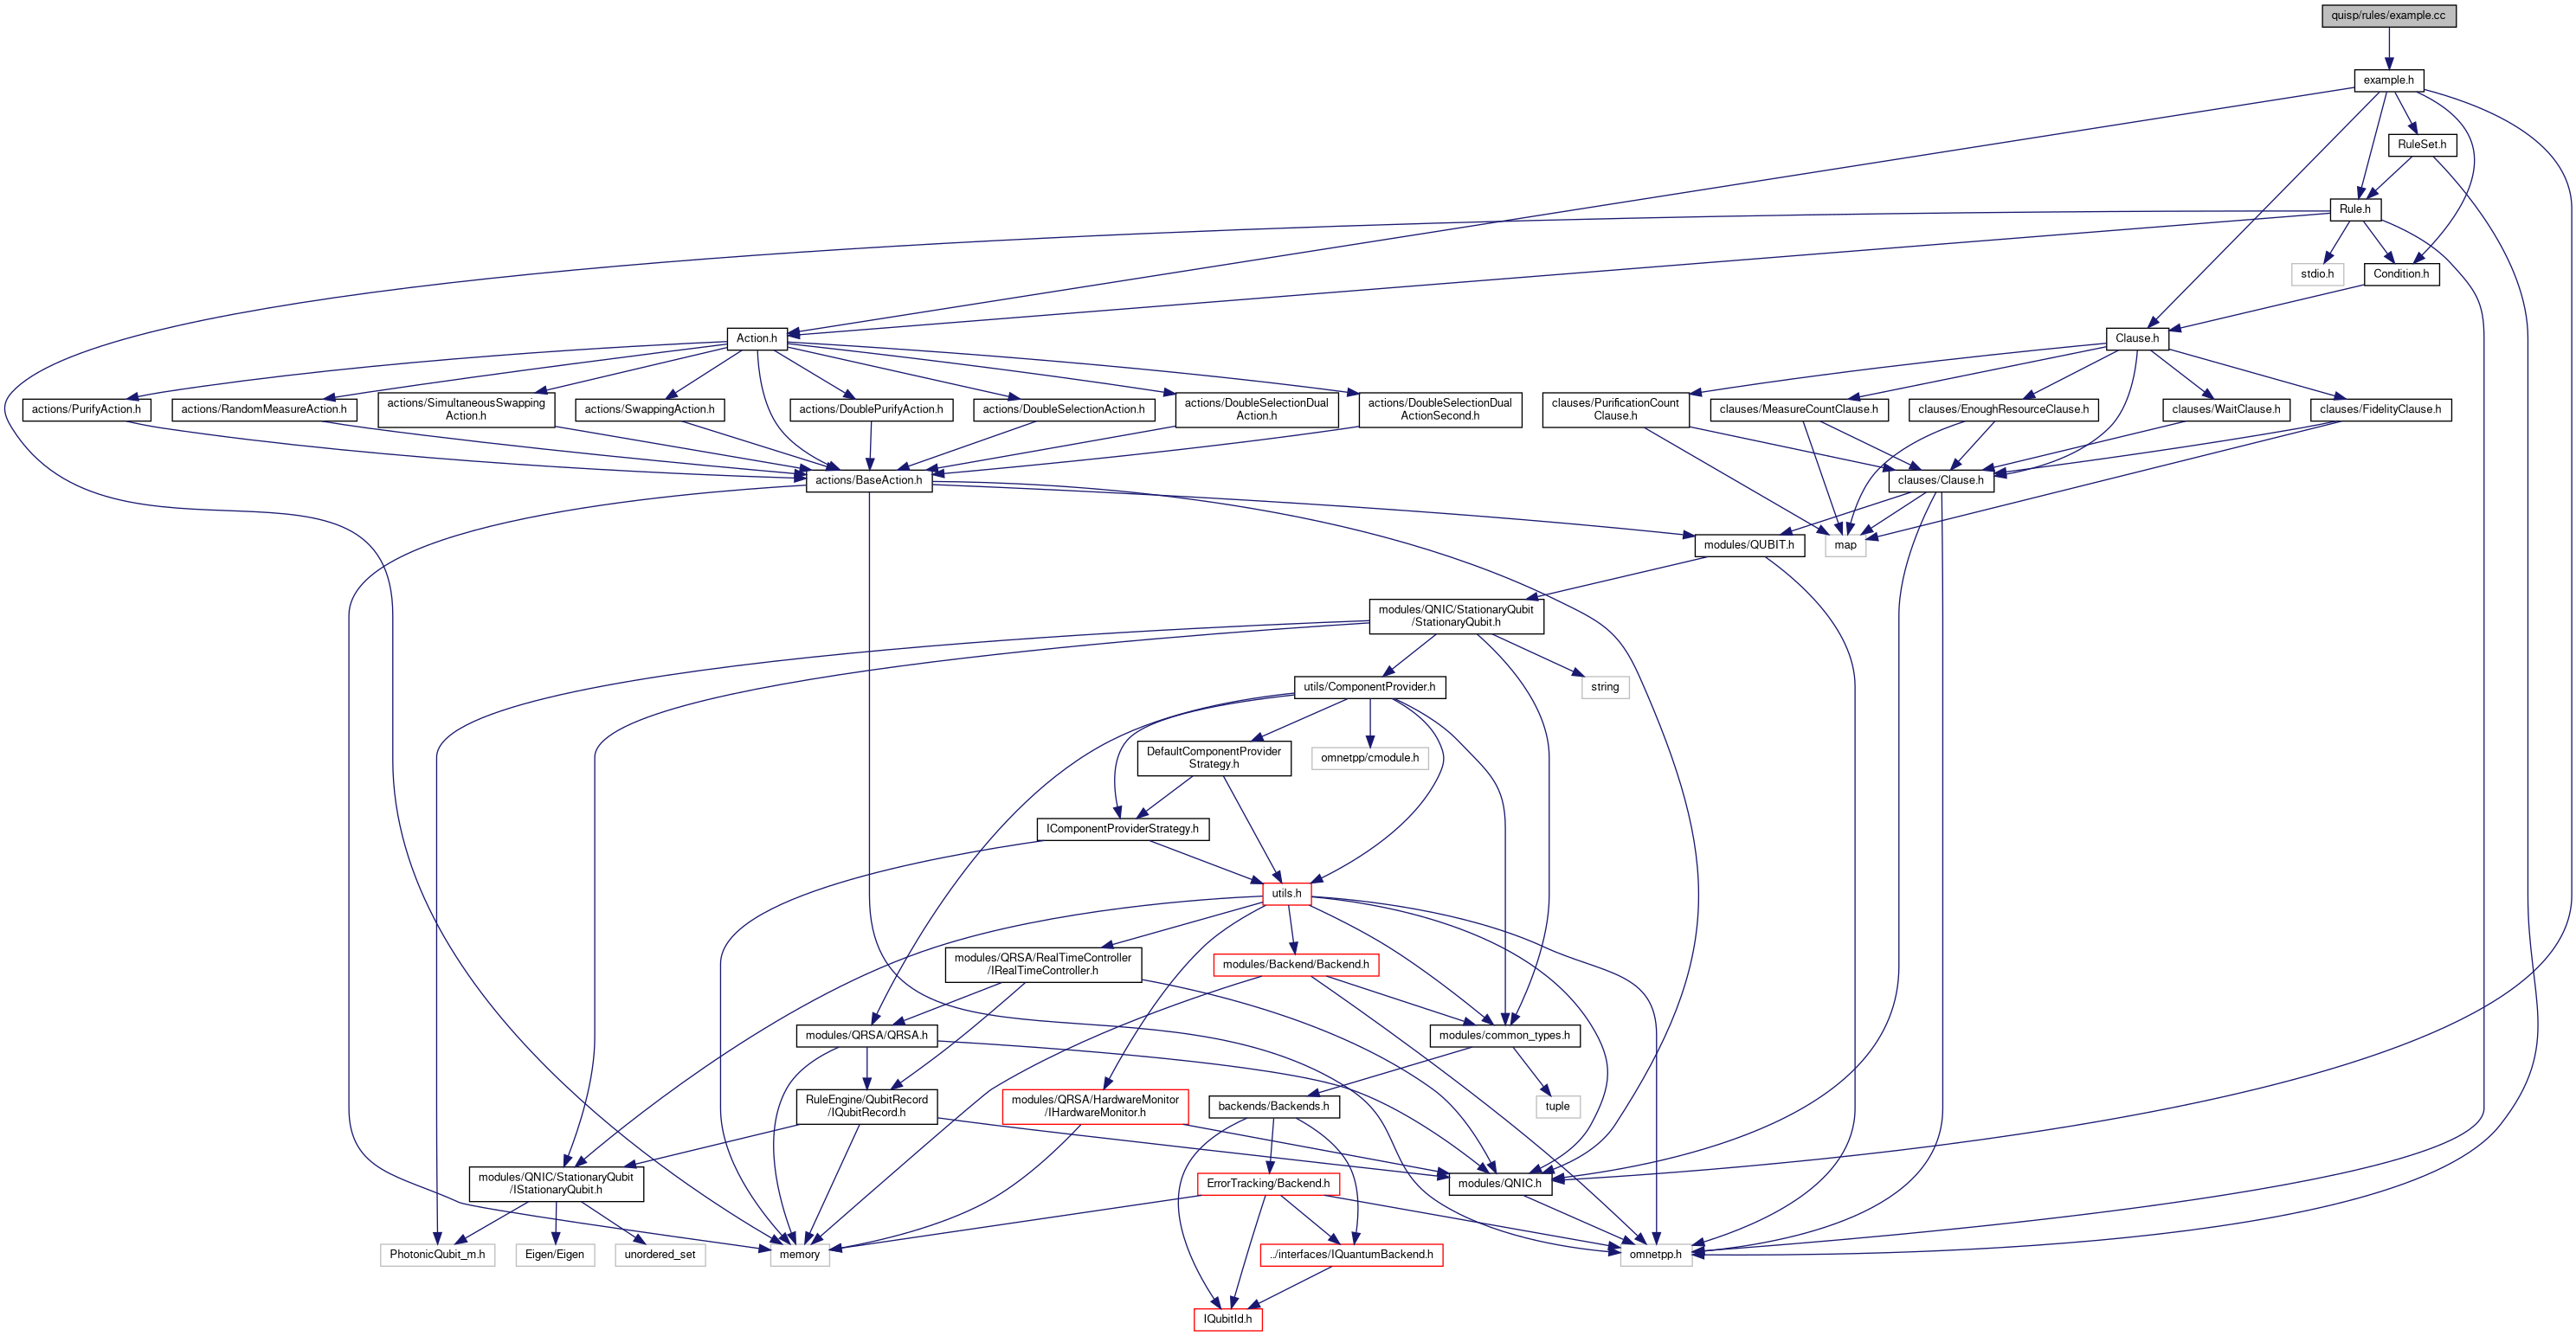 quisp/rules/example.cc
example.h
RuleSet.h
Rule.h
stdio.h
Condition.h
Action.h
Clause.h
actions/PurifyAction.h
actions/RandomMeasureAction.h
actions/SimultaneousSwapping
Action.h
actions/SwappingAction.h
actions/DoublePurifyAction.h
actions/DoubleSelectionAction.h
actions/DoubleSelectionDual
Action.h
actions/DoubleSelectionDual
ActionSecond.h
clauses/PurificationCount
Clause.h
clauses/MeasureCountClause.h
clauses/EnoughResourceClause.h
clauses/WaitClause.h
clauses/FidelityClause.h
actions/BaseAction.h
clauses/Clause.h
modules/QUBIT.h
map
modules/QNIC/StationaryQubit
/StationaryQubit.h
utils/ComponentProvider.h
string
DefaultComponentProvider
Strategy.h
omnetpp/cmodule.h
IComponentProviderStrategy.h
utils.h
modules/QRSA/RealTimeController
/IRealTimeController.h
modules/Backend/Backend.h
modules/QRSA/QRSA.h
modules/common_types.h
RuleEngine/QubitRecord
/IQubitRecord.h
modules/QRSA/HardwareMonitor
/IHardwareMonitor.h
backends/Backends.h
tuple
modules/QNIC/StationaryQubit
/IStationaryQubit.h
ErrorTracking/Backend.h
modules/QNIC.h
PhotonicQubit_m.h
Eigen/Eigen
unordered_set
memory
../interfaces/IQuantumBackend.h
omnetpp.h
IQubitId.h